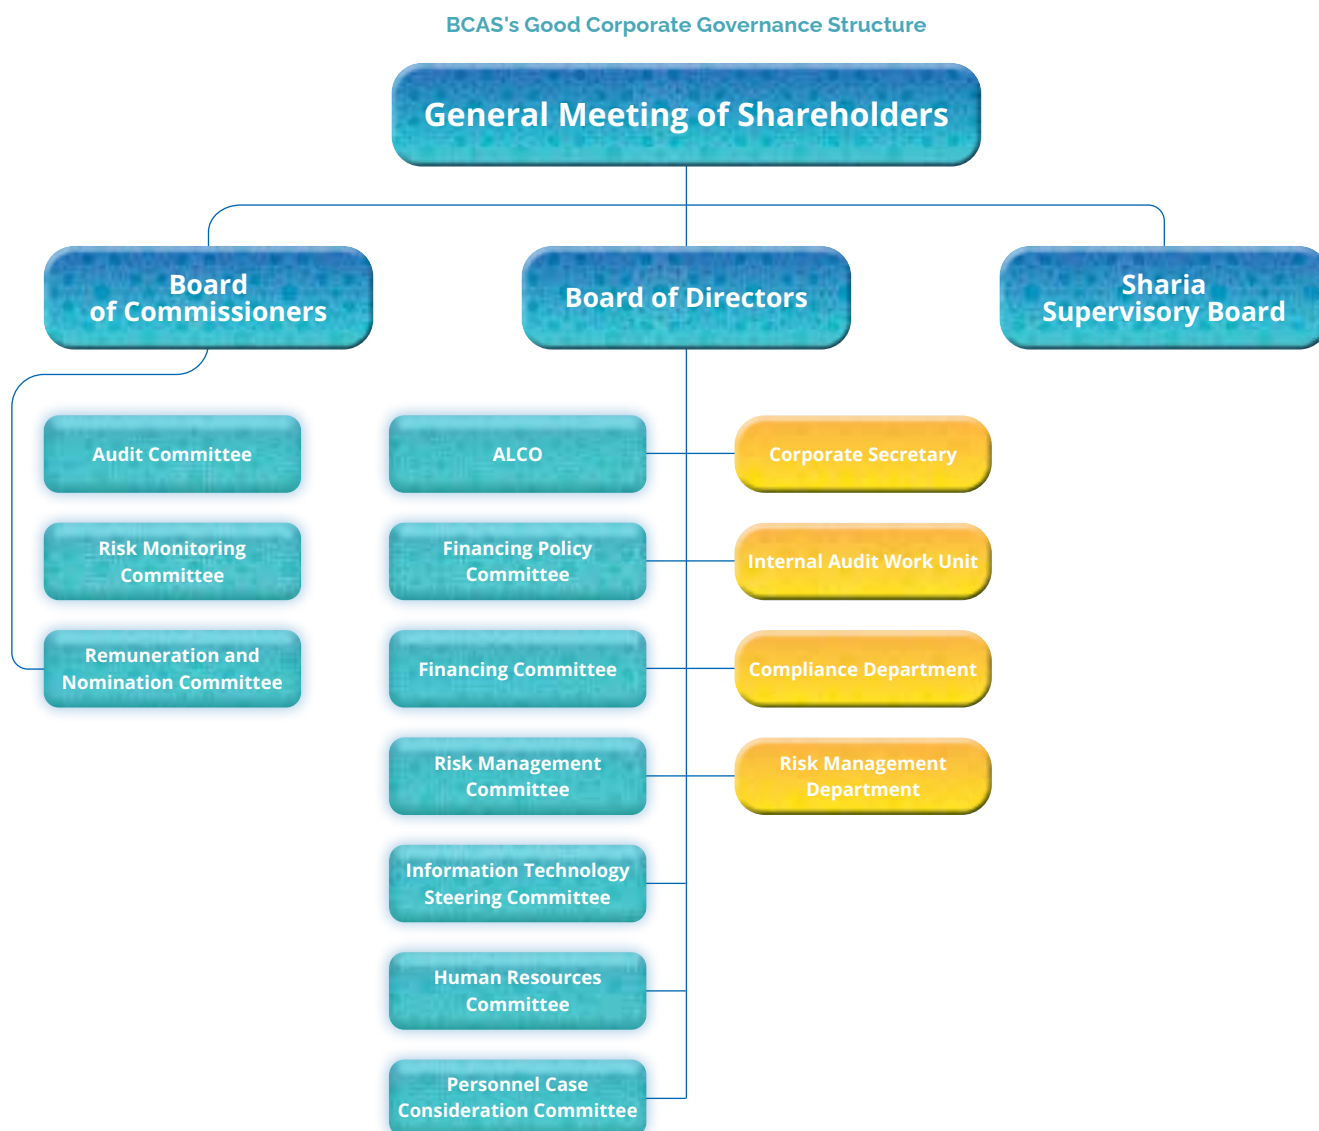 BCAS's Good Corporate Governance Structure
General Meeting of Shareholders
Board
of Commissioners
Board of Directors
Sharia
Supervisory Board
Audit Committee
ALCO
Corporate Secretary
Risk Monitoring
Committee
Financing Policy
Committee
Internal Audit Work Unit
Remuneration and
Nomination Committee
Financing Committee
Compliance Department
Risk Management
Committee
Risk Management
Department
Information Technology
Steering Committee
Human Resources
Committee
Personnel Case
Consideration Committee